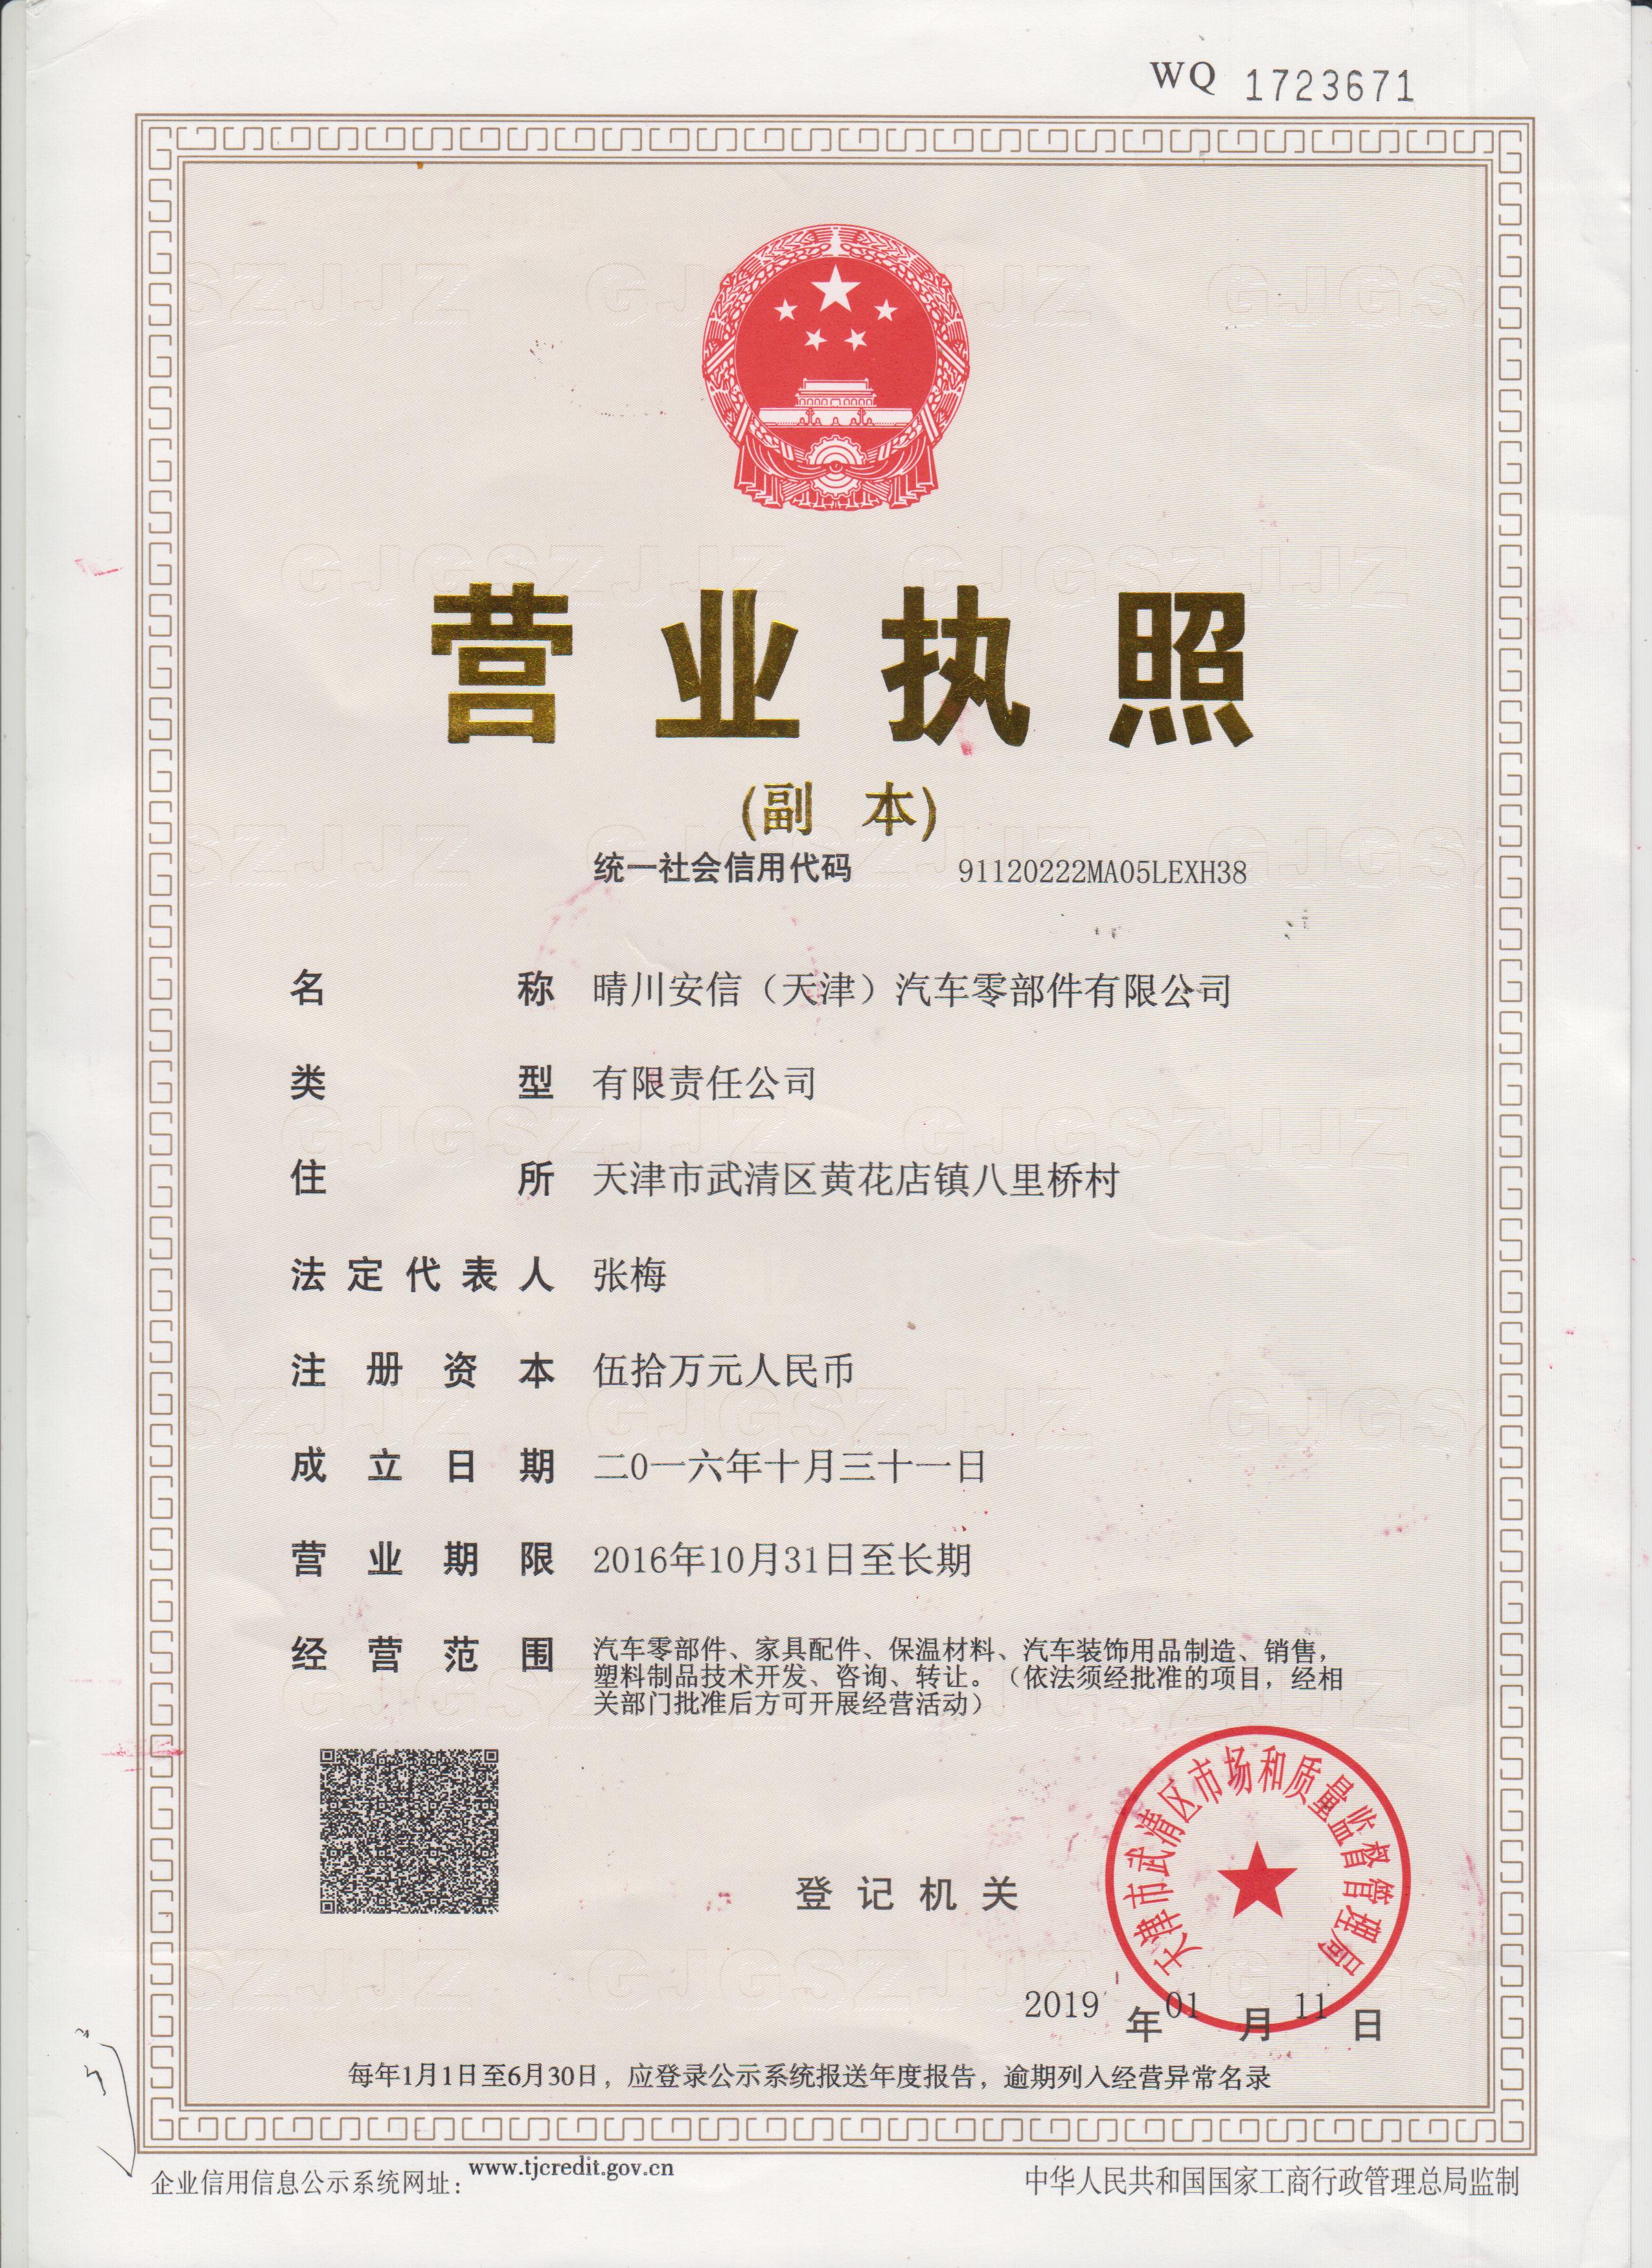 WQ 1723671
营业执照
(副 本)
统一社会信用代码 91120222MA05LEXH38
名称 晴川安信（天津）汽车零部件有限公司
类型 有限责任公司
住所 天津市武清区黄花店镇八里桥村
法定代表人 张梅
注册资本 伍拾万元人民币
成立日期 二0一六年十月三十一日
营业期限 2016年10月31日至长期
经营范围 汽车零部件、家具配件、保温材料、汽车装饰用品制造、销售，
塑料制品技术开发、咨询、转让。（依法须经批准的项目，经相
关部门批准后方可开展经营活动）
登记机关
天津市武清区市场和质量监督管理局
2019年01月11日
每年1月1日至6月30日，应登录公示系统报送年度报告，逾期列入经营异常名录
企业信用信息公示系统网址：www.tjcredit.gov.cn
中华人民共和国国家工商行政管理总局监制